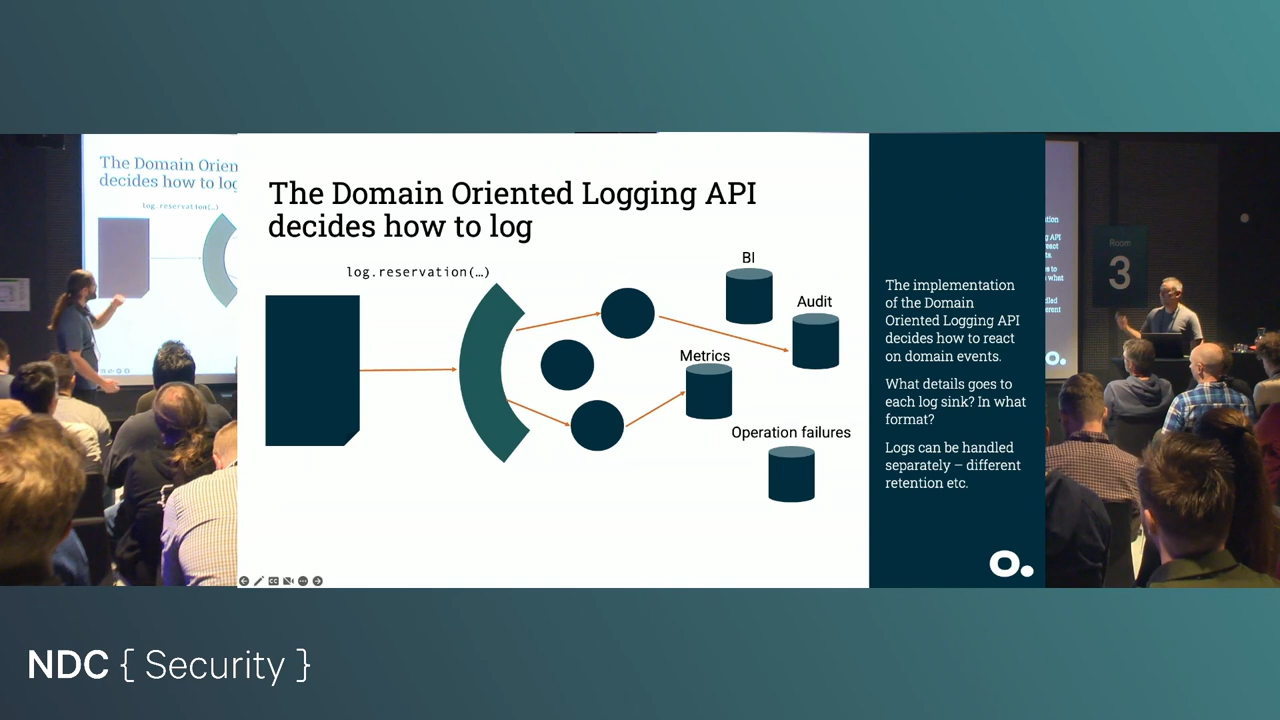 The Domain Orien
decides how to log
log.reservation(…)
The Domain Oriented Logging API
decides how to log
log.reservation(…)
BI
Audit
Metrics
Operation failures
The implementation
of the Domain
Oriented Logging API
decides how to react
on domain events.
What details goes to
each log sink? In what
format?
Logs can be handled
separately – different
retention etc.
o.
Room
3
NDC { Security }